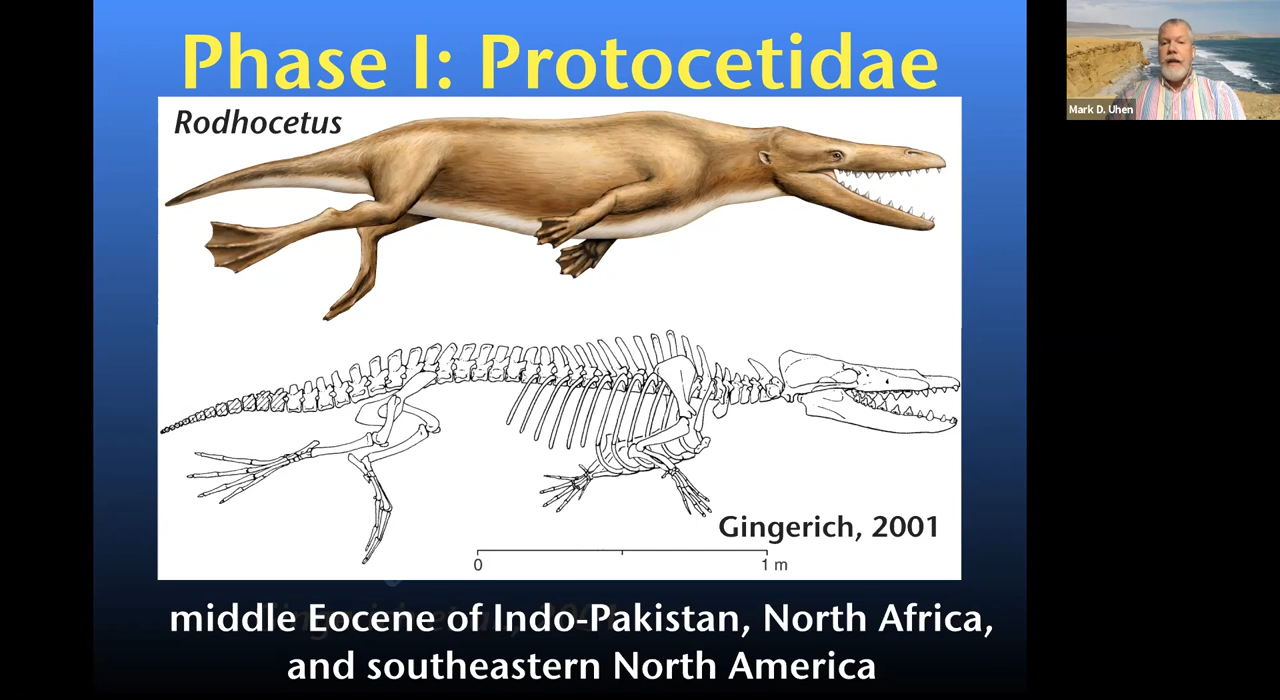 Phase I: Protocetidae
Rodhocetus
Mark D. Uhen
Gingerich, 2001
0 1 m
middle Eocene of Indo-Pakistan, North Africa,
and southeastern North America